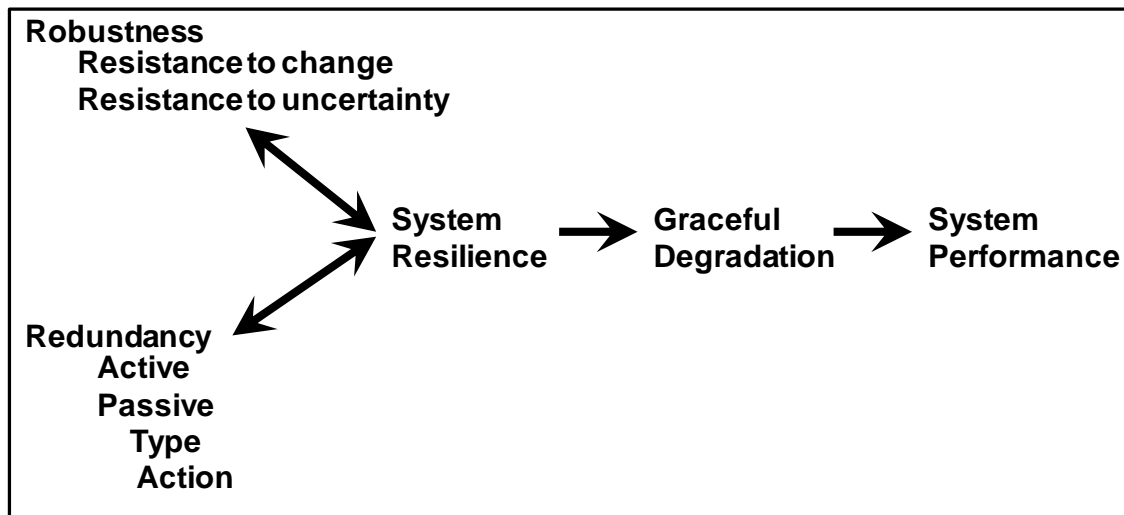 Robustness
Resistance to change
Resistance to uncertainty
System
Resilience
Graceful
Degradation
System
Performance
Redundancy
Active
Passive
Type
Action